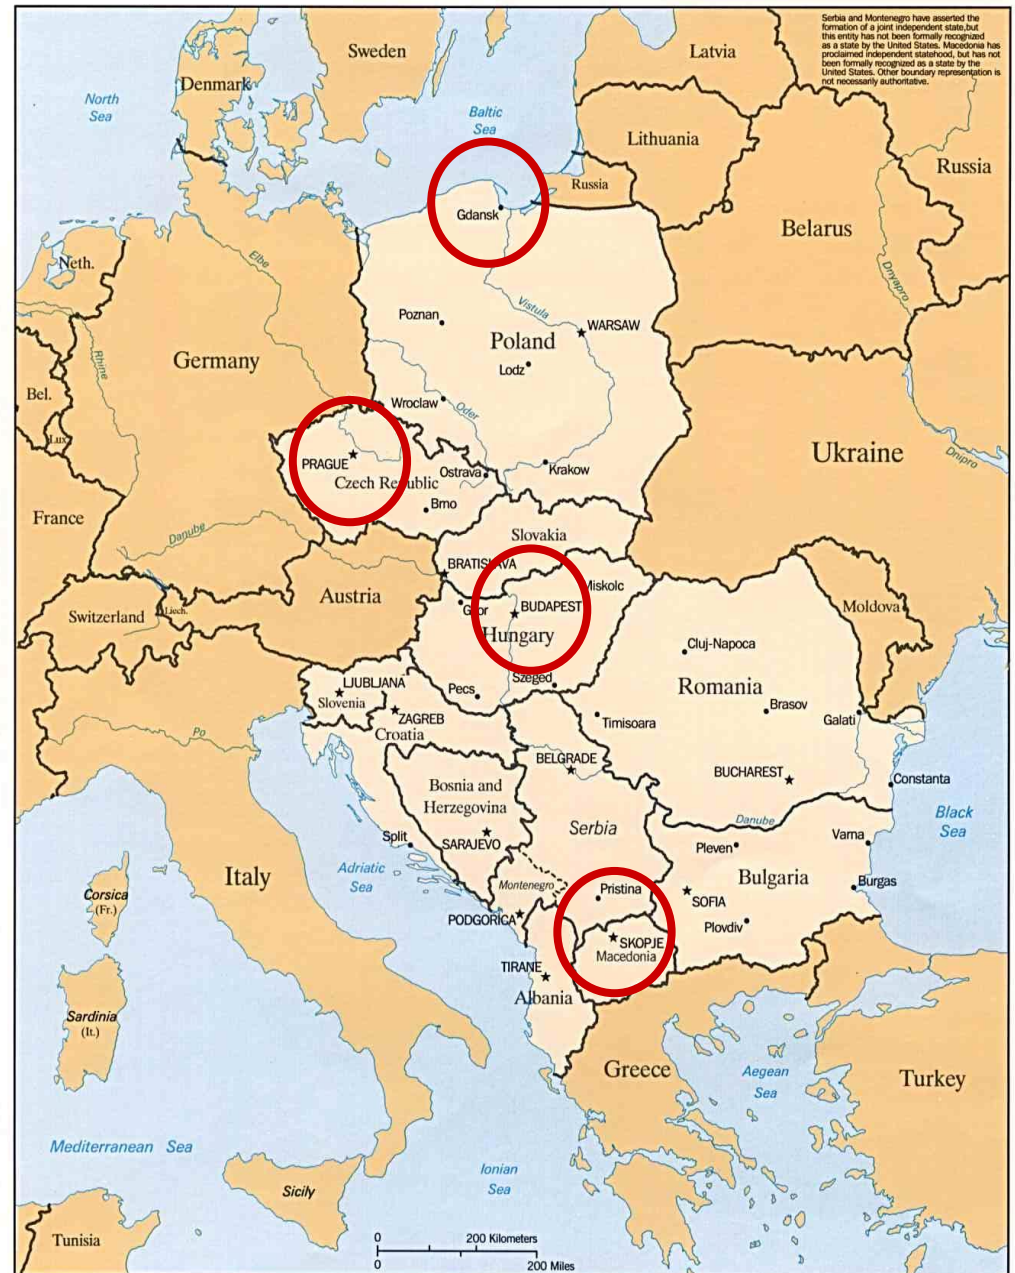 Serbia and Montenegro have asserted the
formation of a joint independent state,but
this entity has not been formally recognized
as a state by the United States. Macedonia has
proclaimed independent statehood, but has not
been formally recognized as a state by the
United States. Other boundary representation is
not necessarily authoritative.
Sweden
Latvia
Denmark
North
Sea
Baltic
Sea
Lithuania
Russia
Russia
Gdansk
Belarus
Neth.
Elbe
Dnyapro
Vistula
Poznan
WARSAW
Poland
Germany
Rhine
Lodz
Bel.
Wroclaw
Oder
Lux.
Ukraine
Dnipro
PRAGUE
Ostrava
Krakow
Czech Republic
Brno
France
Danube
Slovakia
BRATISLAVA
Miskolc
Austria
Switzerland
Liech.
Gyor
BUDAPEST
Moldova
Hungary
Cluj-Napoca
Szeged
LJUBLJANA
Pecs
Romania
Slovenia
Brasov
ZAGREB
Timisoara
Galati
Croatia
Po
BELGRADE
BUCHAREST
Constanta
Bosnia and
Herzegovina
Black
Sea
Danube
Serbia
Split
SARAJEVO
Varna
Pleven
Adriatic
Sea
Italy
Bulgaria
Corsica
(Fr.)
Montenegro
Pristina
Burgas
SOFIA
PODGORICA
Plovdiv
SKOPJE
Macedonia
TIRANE
Albania
Sardinia
(It.)
Greece
Aegean
Sea
Turkey
Mediterranean Sea
Ionian
Sea
Sicily
Tunisia
0
200 Kilometers
0
200 Miles